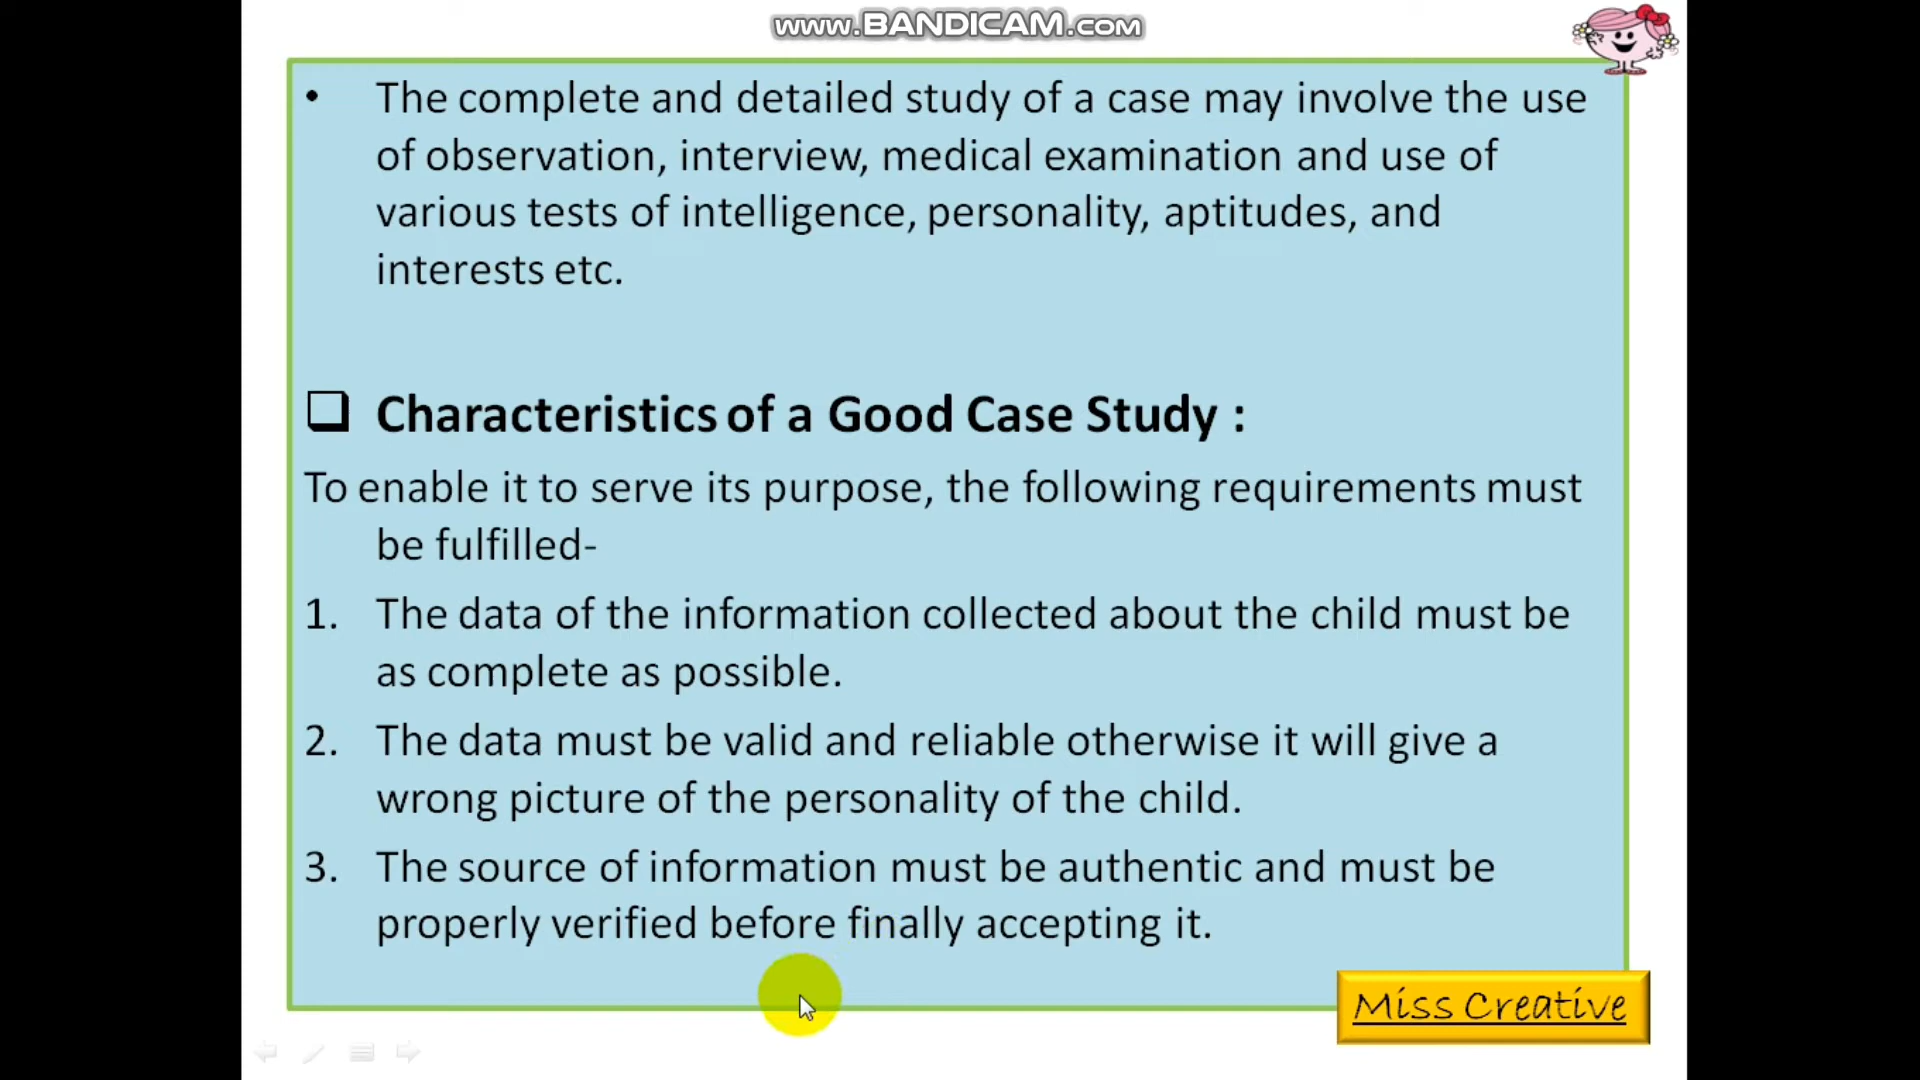 www.BANDICAM.com
• The complete and detailed study of a case may involve the use
of observation, interview, medical examination and use of
various tests of intelligence, personality, aptitudes, and
interests etc.
❑ Characteristics of a Good Case Study :
To enable it to serve its purpose, the following requirements must
be fulfilled-
1. The data of the information collected about the child must be
as complete as possible.
2. The data must be valid and reliable otherwise it will give a
wrong picture of the personality of the child.
3. The source of information must be authentic and must be
properly verified before finally accepting it.
Miss Creative